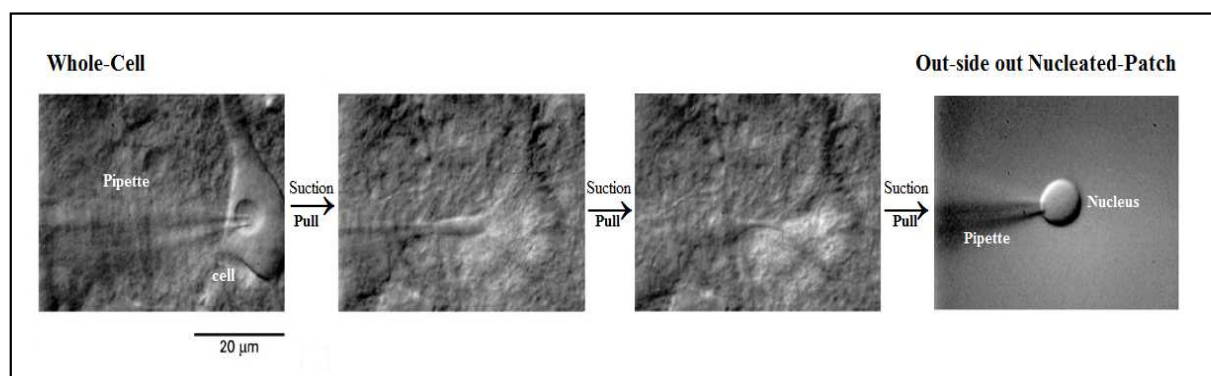 Whole-Cell
Out-side out Nucleated-Patch
Pipette
cell
Suction
Pull
Suction
Pull
Suction
Pull
Nucleus
Pipette
20 µm